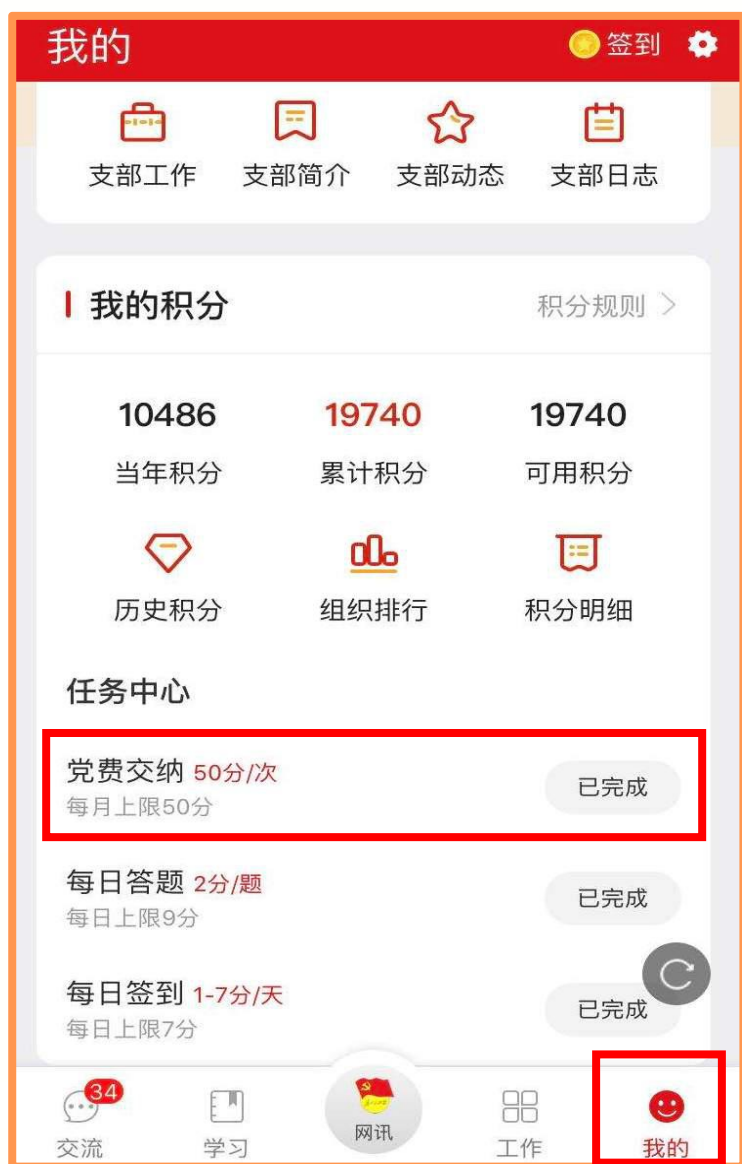 我的 签到
支部工作 支部简介 支部动态 支部日志
我的积分 积分规则
10486 19740 19740
当年积分 累计积分 可用积分
历史积分 组织排行 积分明细
任务中心
党费交纳 50分/次
每月上限50分
已完成
每日答题 2分/题
每日上限9分
已完成
每日签到 1-7分/天
每日上限7分
已完成
34
交流 学习 网讯 工作 我的